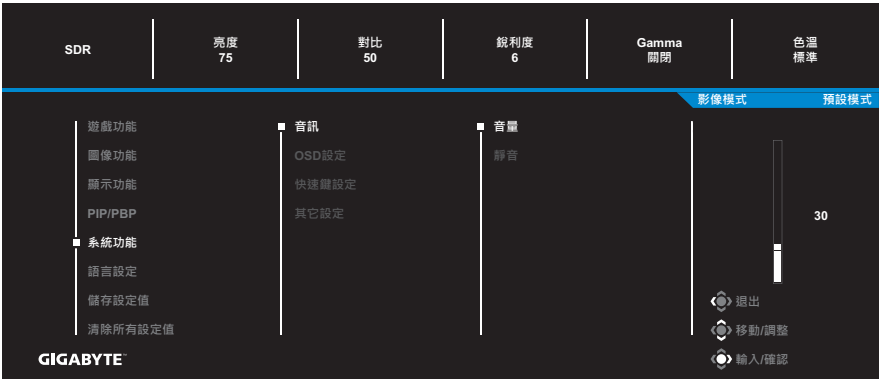 SDR
亮度
75
對比
50
銳利度
6
Gamma
關閉
色溫
標準
影像模式 預設模式
遊戲功能
圖像功能
顯示功能
PIP/PBP
系統功能
語言設定
儲存設定值
清除所有設定值
音訊
OSD設定
快速鍵設定
其它設定
音量
靜音
30
退出
移動/調整
輸入/確認
GIGABYTE™